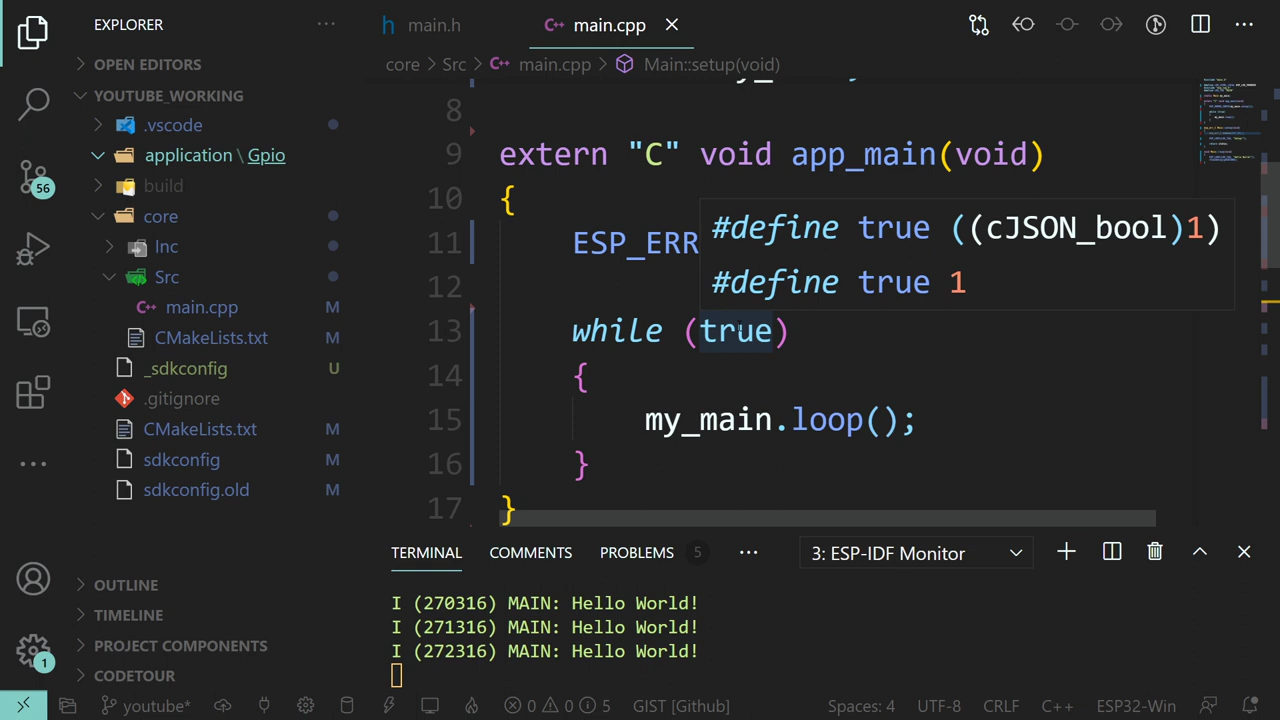 EXPLORER
main.h
main.cpp
OPEN EDITORS
core > Src > main.cpp > Main::setup(void)
YOUTUBE_WORKING
.vscode
application \ Gpio
build
core
Inc
Src
main.cpp M
CMakeLists.txt M
_sdkconfig U
.gitignore
CMakeLists.txt M
sdkconfig M
sdkconfig.old M
56
8
9 extern "C" void app_main(void)
10 {
11 ESP_ERR
#define true ((cJSON_bool)1)
#define true 1
12
13 while (true)
14 {
15 my_main.loop();
16 }
17 }
TERMINAL COMMENTS PROBLEMS 5 3: ESP-IDF Monitor
I (270316) MAIN: Hello World!
I (271316) MAIN: Hello World!
I (272316) MAIN: Hello World!
OUTLINE
TIMELINE
PROJECT COMPONENTS
CODETOUR
1
youtube* 0 0 5 GIST [Github] Spaces: 4 UTF-8 CRLF C++ ESP32-Win